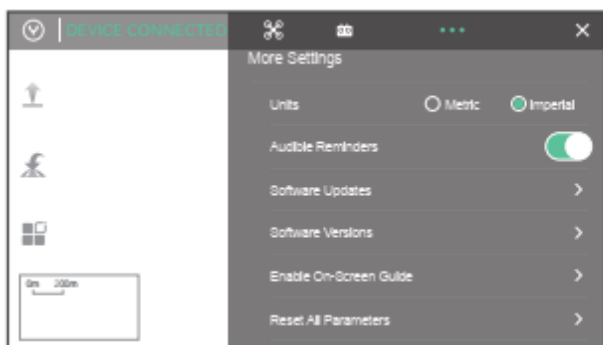 DEVICE CONNECTED
More Settings
Units Metric Imperial
Audible Reminders
Software Updates
Software Versions
Enable On-Screen Guide
0m 200m
Reset All Parameters